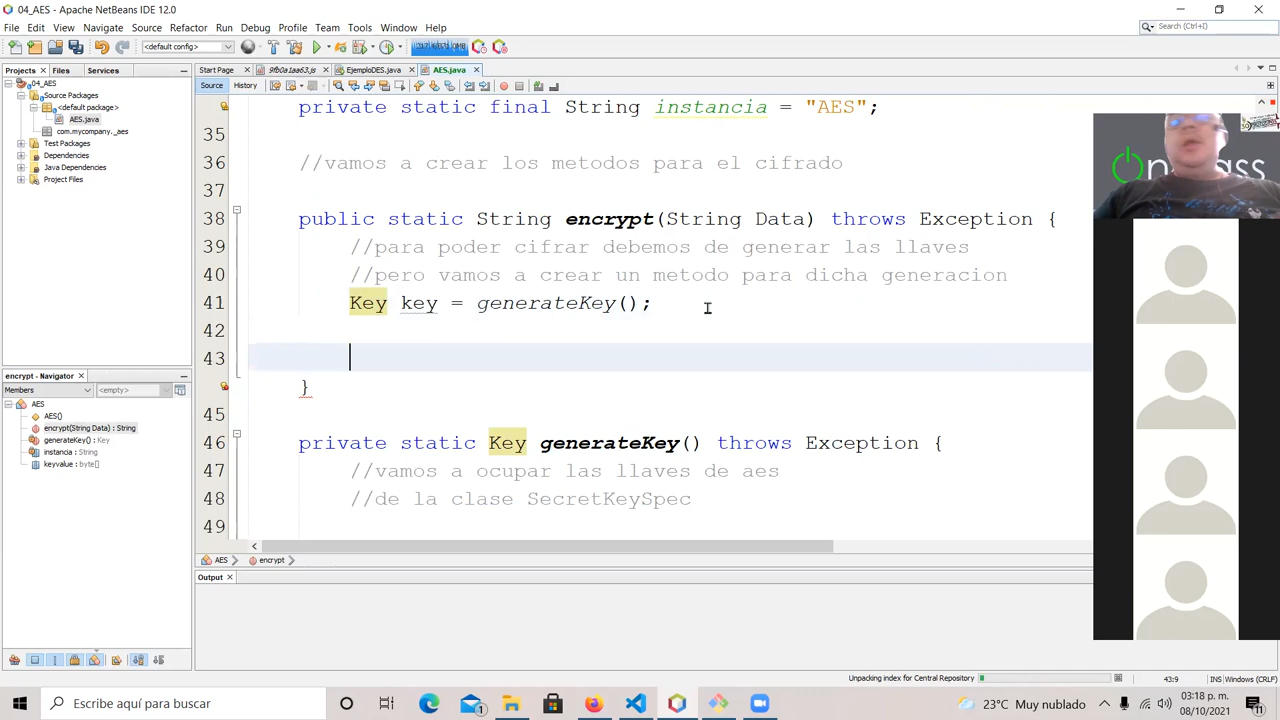 04_AES - Apache NetBeans IDE 12.0
File Edit View Navigate Source Refactor Run Debug Profile Team Tools Window Help
Search (Ctrl+I)
<default config>
Projects Files Services
Start Page 9fb0a1aa63.js EjemploDES.java AES.java
Source History
04_AES
Source Packages
<default package>
AES.java
com.mycompany._aes
Test Packages
Dependencies
Java Dependencies
Project Files
private static final String instancia = "AES";
35
36 //vamos a crear los metodos para el cifrado
37
38 public static String encrypt(String Data) throws Exception {
39 //para poder cifrar debemos de generar las llaves
40 //pero vamos a crear un metodo para dicha generacion
41 Key key = generateKey();
42
43
}
45
46 private static Key generateKey() throws Exception {
47 //vamos a ocupar las llaves de aes
48 //de la clase SecretKeySpec
49
encrypt - Navigator
Members <empty>
AES
AES()
encrypt(String Data) : String
generateKey() : Key
instancia : String
keyvalue : byte[]
AES encrypt
Output
Unpacking index for Central Repository
43:9 INS Windows (CRLF)
Escribe aquí para buscar
1
23°C Muy nublado
03:18 p. m.
08/10/2021
11